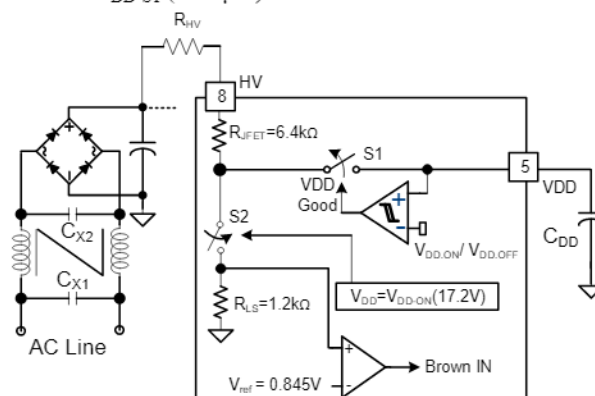 R_HV
8
HV
R_JFET=6.4kΩ
S1
5
VDD
VDD
Good
S2
C_X2
V_DD.ON/ V_DD.OFF
C_DD
C_X1
V_DD=V_DD-ON(17.2V)
R_LS=1.2kΩ
AC Line
Brown IN
V_ref = 0.845V